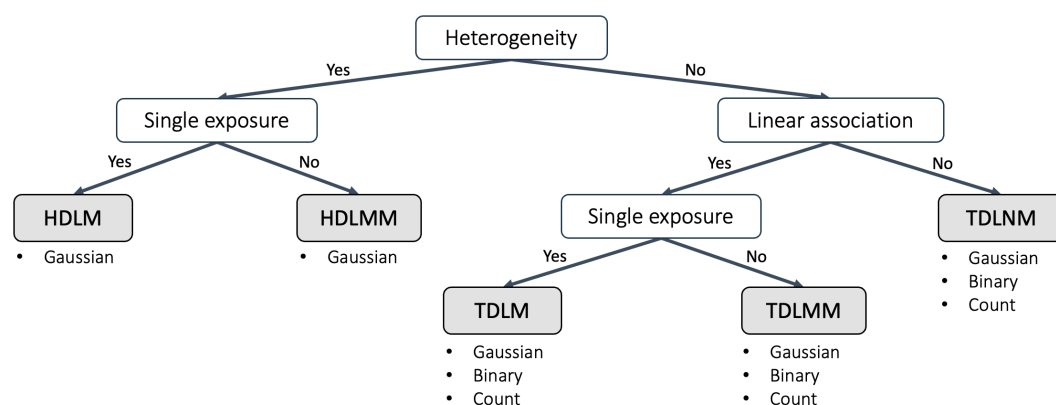 Heterogeneity
Yes
No
Single exposure
Linear association
Yes
No
Yes
No
HDLM
HDLMM
Single exposure
TDLNM
• Gaussian
• Gaussian
Yes
No
• Gaussian
• Binary
• Count
TDLM
TDLMM
• Gaussian
• Binary
• Count
• Gaussian
• Binary
• Count